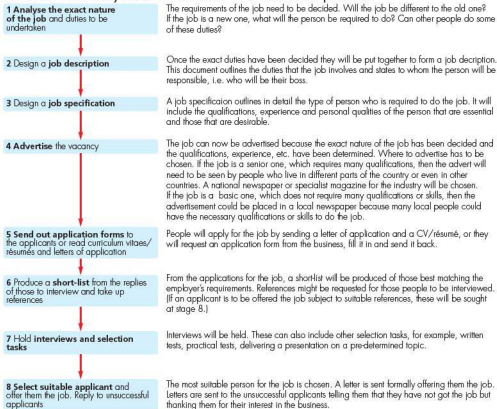 1 Analyse the exact nature
of the job and duties to be
undertaken
The requirements of the job need to be decided. Will the job be different to the old one?
If the job is a new one, what will the person be required to do? Can other people do some
of these duties?
2 Design a job description
Once the exact duties have been decided they will be put together to form a job decription.
This document outlines the duties that the job involves and states to whom the person will be
responsible, i.e. who will be their boss.
3 Design a job specification
A job specificaion outlines in detail the type of person who is required to do the job. It will
include the qualifications, experience and personal qualities of the person that are essential
and those that are desirable.
4 Advertise the vacancy
The job can now be advertised because the exact nature of the job has been decided and
the qualifications, experience, etc. have been determined. Where to advertise has to be
chosen. If the job is a senior one, which requires many qualifications, then the advert will
need to be seen by people who live in different parts of the country or even in other
countries. A national newspaper or specialist magazine for the industry will be chosen.
If the job is a basic one, which does not require many qualifications or skills, then the
advertisement could be placed in a local newspaper because many local people could
have the necessary qualifications or skills to do the job.
5 Send out application forms to
the applicants or read curriculum vitaes/
résumés and letters of application
People will apply for the job by sending a letter of application and a CV/résumé, or they
will request an application form from the business, fill it in and send it back.
6 Produce a short-list from the replies
of those to interview and take up
references
From the applications for the job, a short-list will be produced of those best matching the
employer's requirements. References might be requested for those people to be interviewed.
(If an applicant is to be offered the job subject to suitable references, these will be sought
at stage 8.)
7 Hold interviews and selection
tasks
Interviews will be held. These can also include other selection tasks, for example, written
tests, practical tests, delivering a presentation on a pre-determined topic.
8 Select suitable applicant and
offer them the job. Reply to unsuccessful
applicants
The most suitable person for the job is chosen. A letter is sent formally offering them the job.
Letters are sent to the unsuccessful applicants telling them that they have not got the job but
thanking them for their interest in the business.